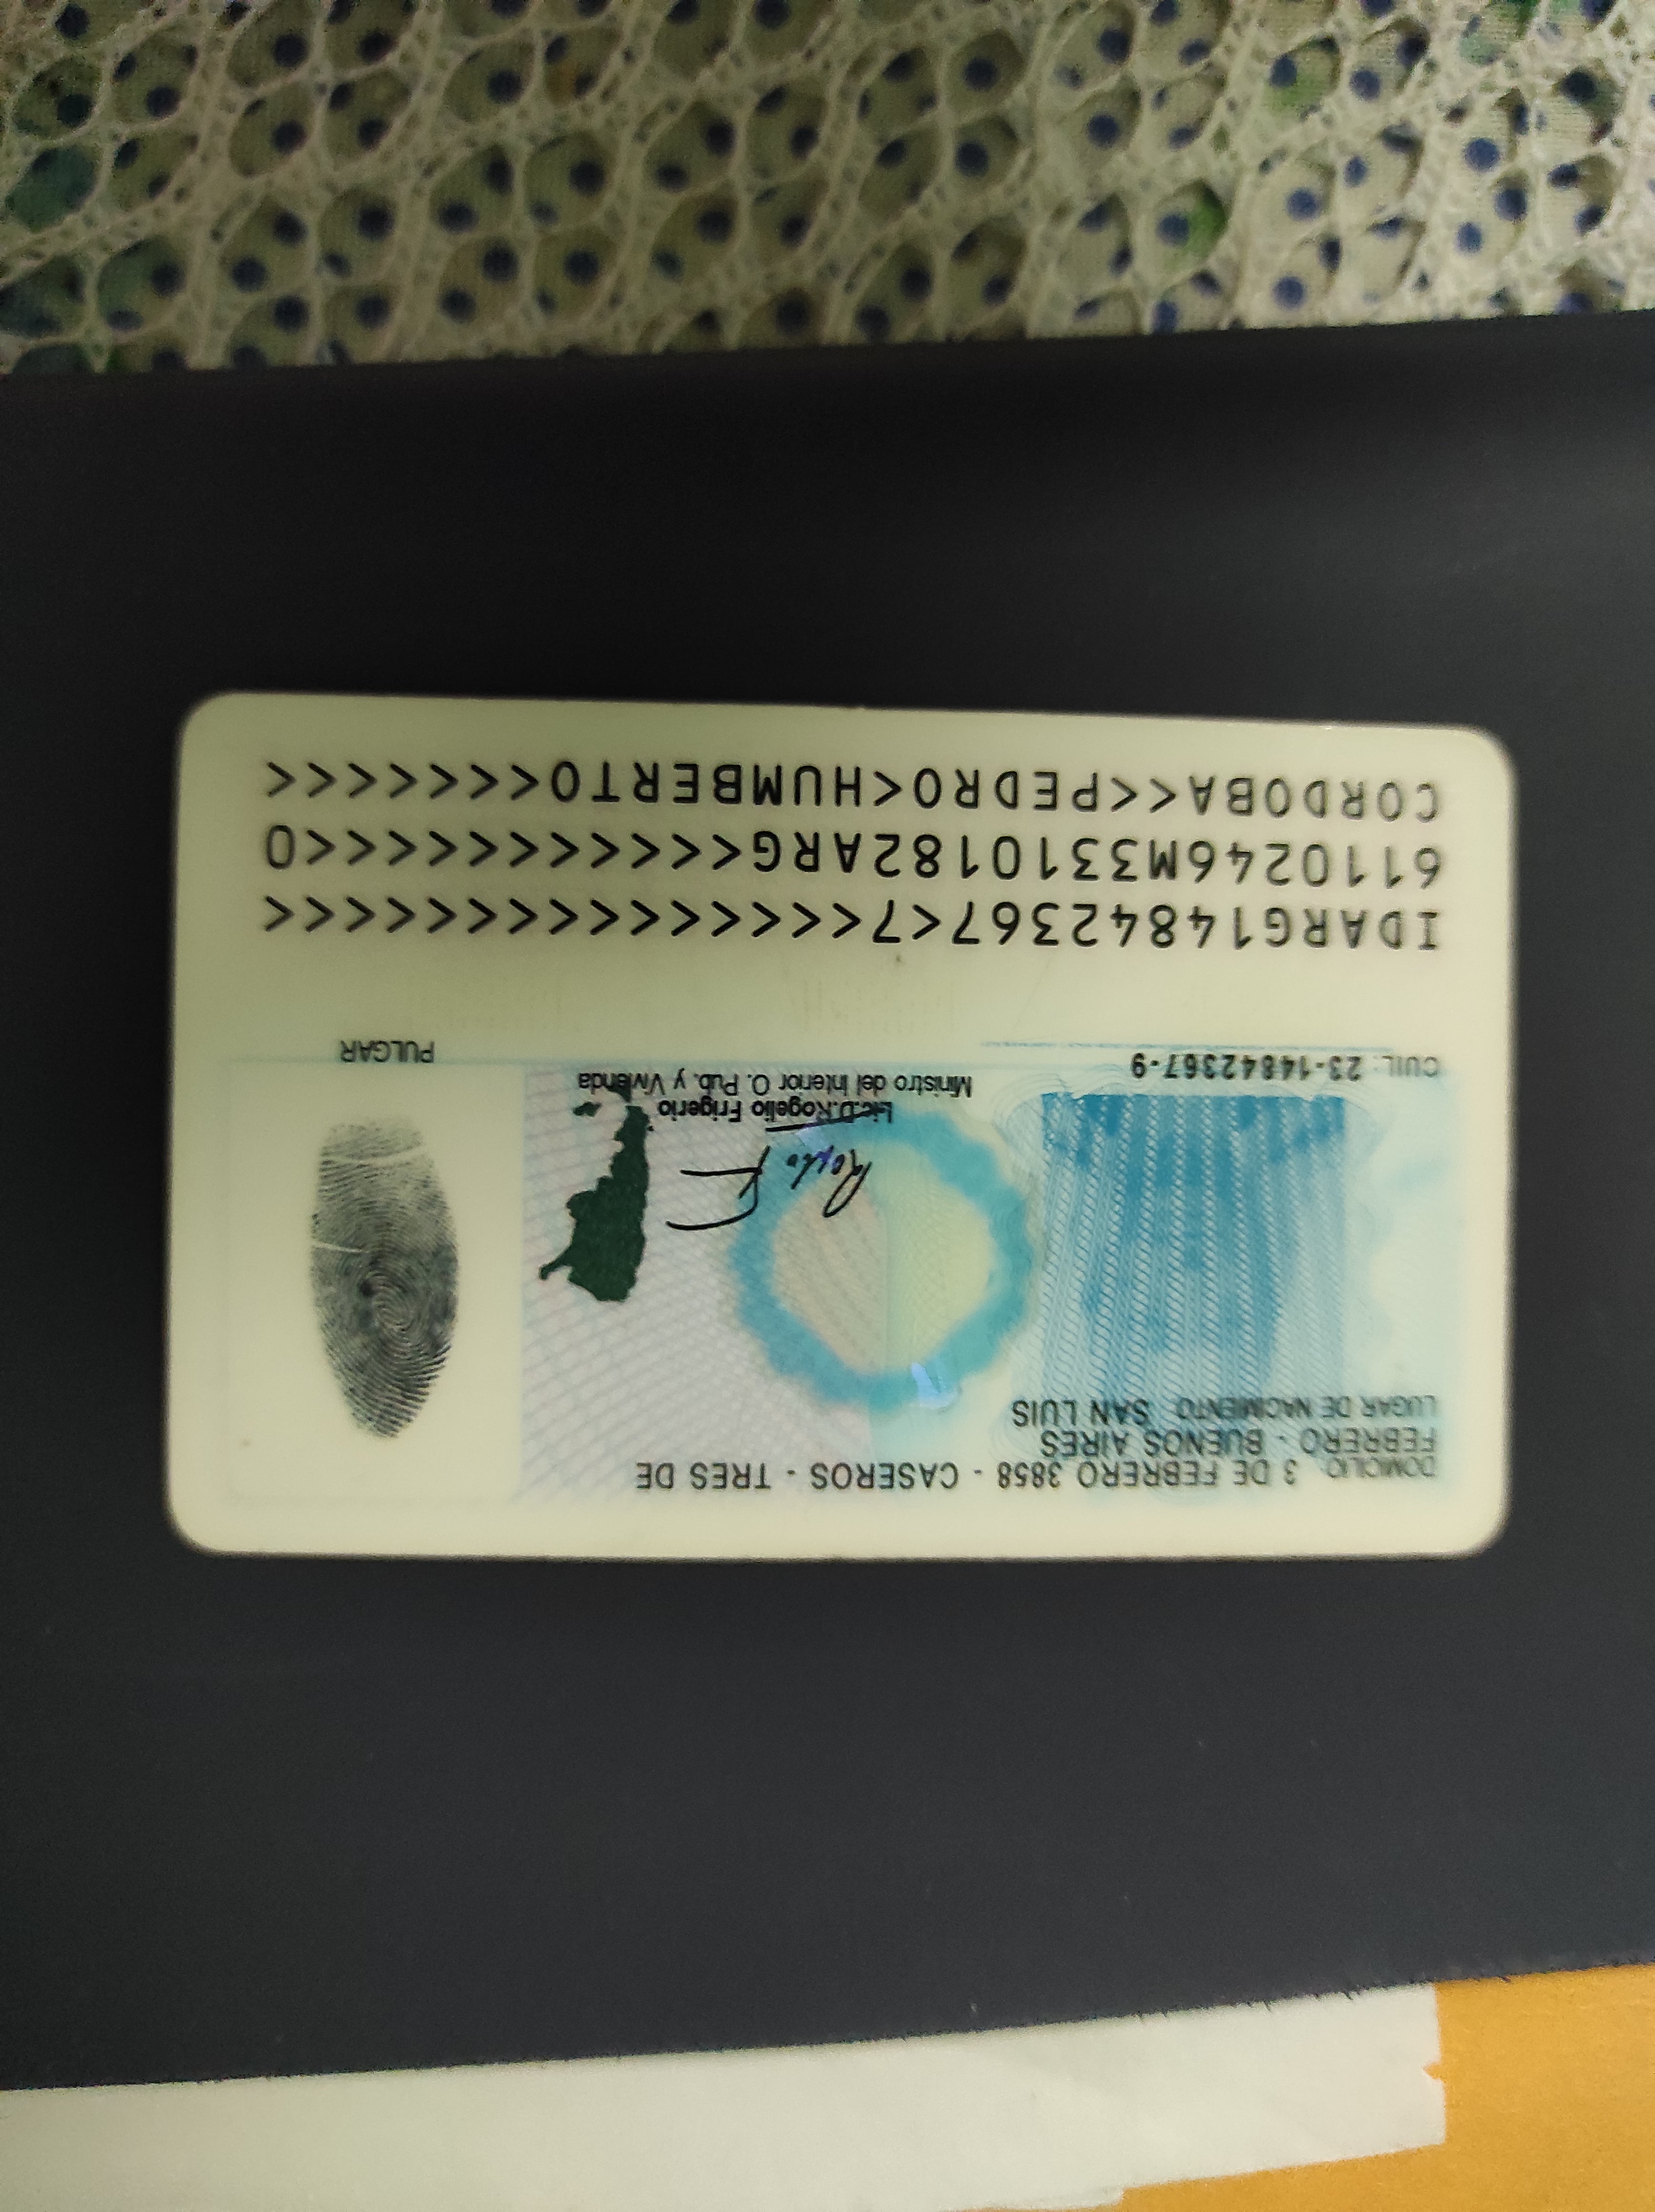 DOMICILIO: 3 DE FEBRERO 3858 - CASEROS - TRES DE
FEBRERO - BUENOS AIRES
LUGAR DE NACIMIENTO: SAN LUIS
Lic.D.Rogelio Frigerio
Ministro del Interior O. Pub. y Vivienda
CUIL: 23-14842367-9
PULGAR
IDARG14842367<7<<<<<<<<<<<<<<<
6110246M3310182ARG<<<<<<<<<<<0
CORDOBA<<PEDRO<HUMBERTO<<<<<<<